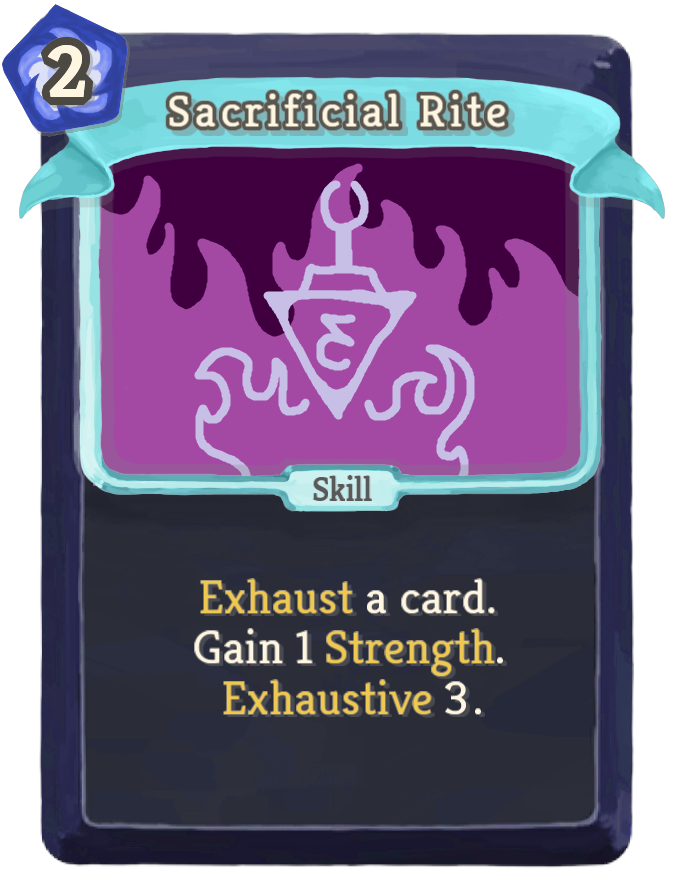 2
Sacrificial Rite
Skill
Exhaust a card.
Gain 1 Strength.
Exhaustive 3.